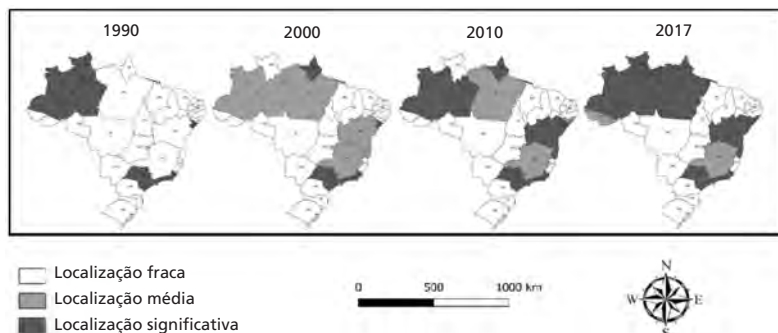 1990 2000 2010 2017
Localização fraca
Localização média
Localização significativa
0 500 1000 km
N
W E
S